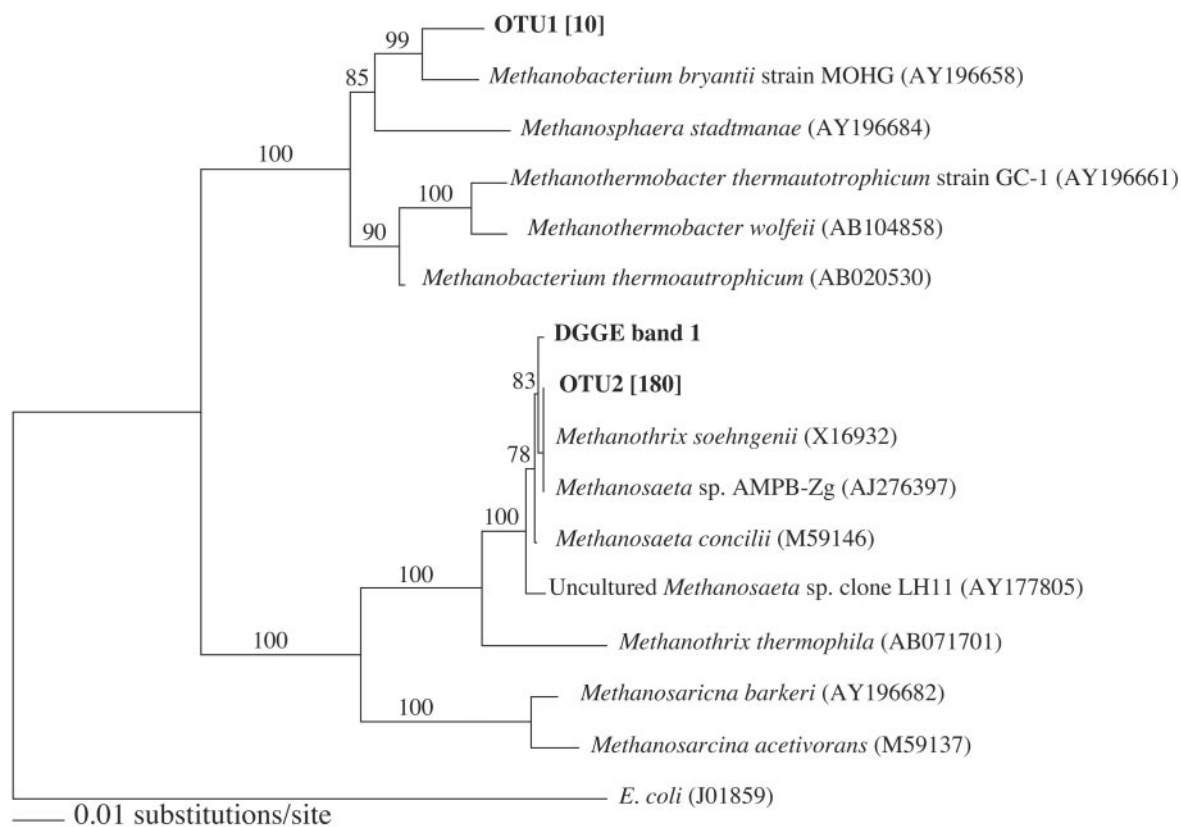 OTU1 [10]
99
Methanobacterium bryantii strain MOHG (AY196658)
85
Methanosphaera stadtmanae (AY196684)
100
Methanothermobacter thermautotrophicum strain GC-1 (AY196661)
100
Methanothermobacter wolfeii (AB104858)
90
Methanobacterium thermoautrophicum (AB020530)
DGGE band 1
83
OTU2 [180]
Methanothrix soehngenii (X16932)
78
Methanosaeta sp. AMPB-Zg (AJ276397)
100
Methanosaeta concilii (M59146)
100
Uncultured Methanosaeta sp. clone LH11 (AY177805)
100
Methanothrix thermophila (AB071701)
Methanosaricna barkeri (AY196682)
100
Methanosarcina acetivorans (M59137)
E. coli (J01859)
0.01 substitutions/site